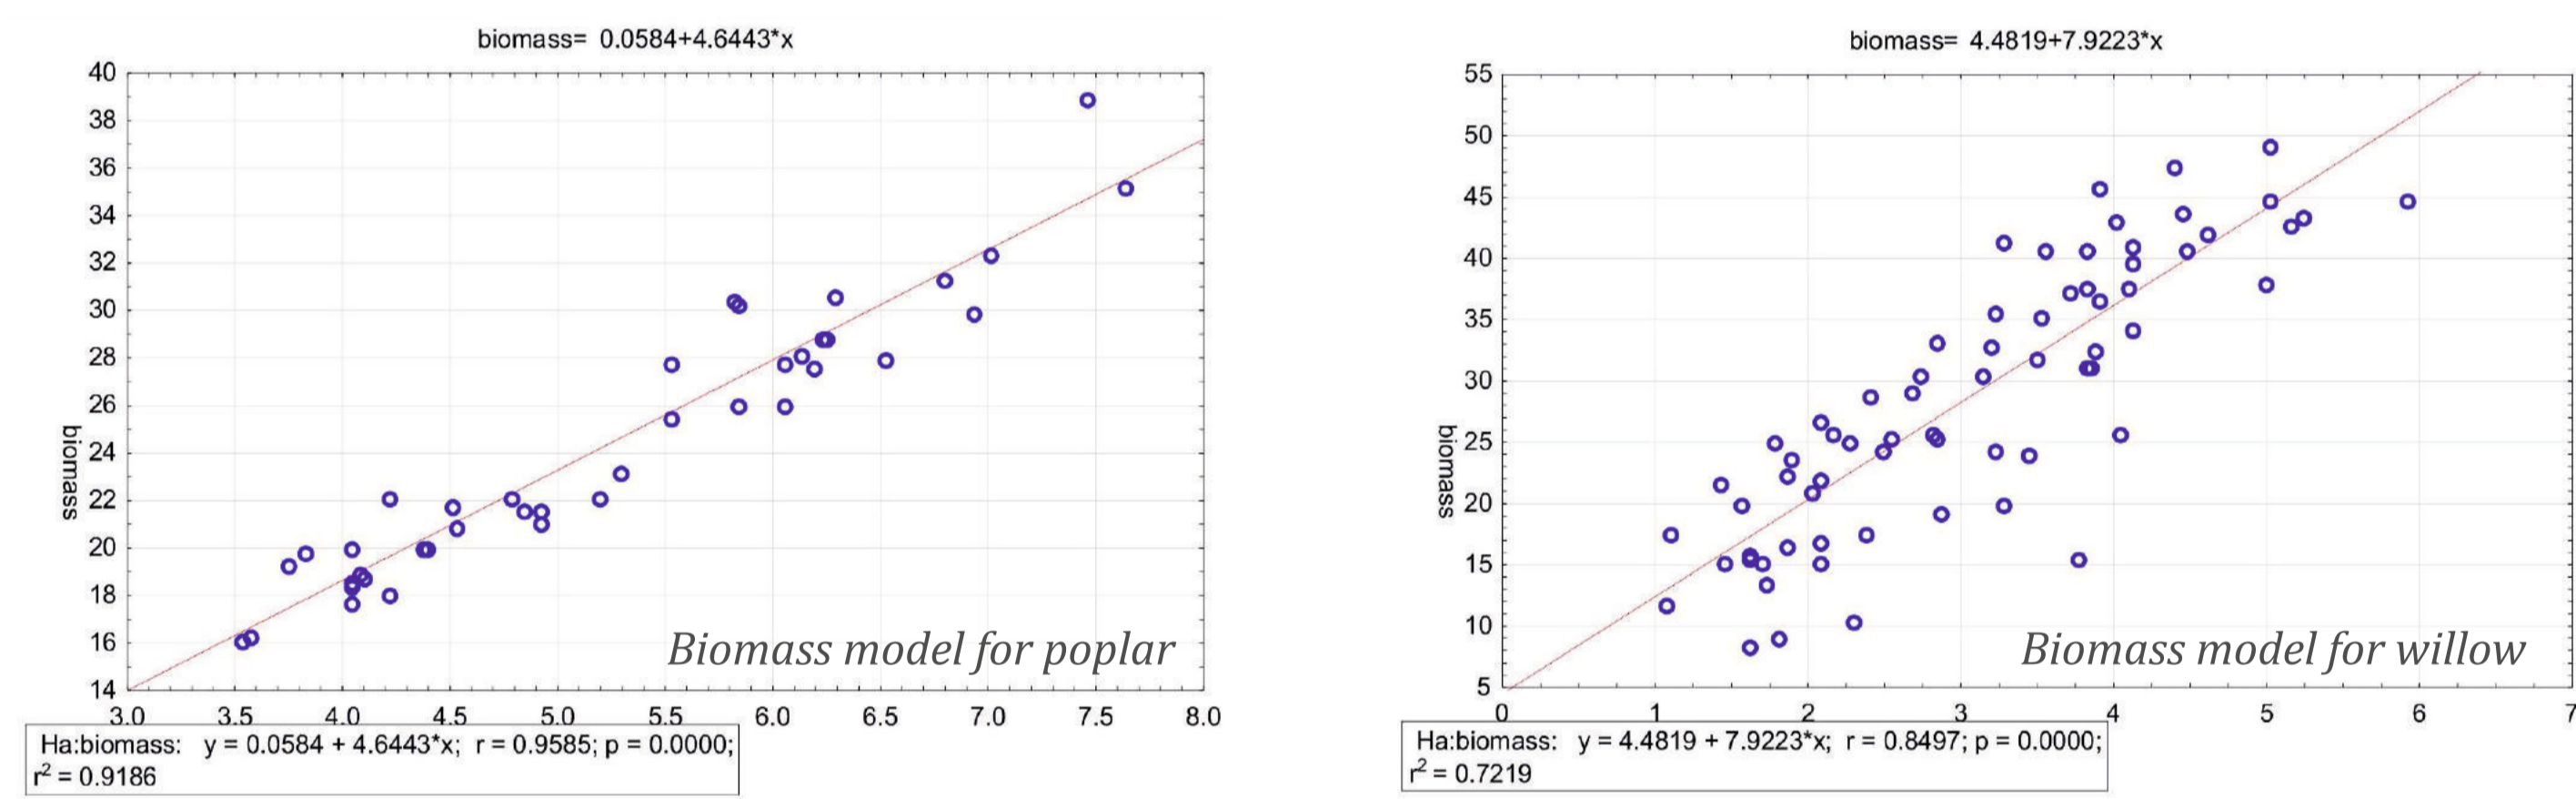 biomass= 0.0584+4.6443*x
40
38
36
34
32
30
28
26
24
22
20
18
16
14
biomass
Biomass model for poplar
3.0 3.5 4.0 4.5 5.0 5.5 6.0 6.5 7.0 7.5 8.0
Ha:biomass: y = 0.0584 + 4.6443*x; r = 0.9585; p = 0.0000;
r² = 0.9186
biomass= 4.4819+7.9223*x
55
50
45
40
35
30
25
20
15
10
5
biomass
Biomass model for willow
0 1 2 3 4 5 6 7
Ha:biomass: y = 4.4819 + 7.9223*x; r = 0.8497; p = 0.0000;
r² = 0.7219